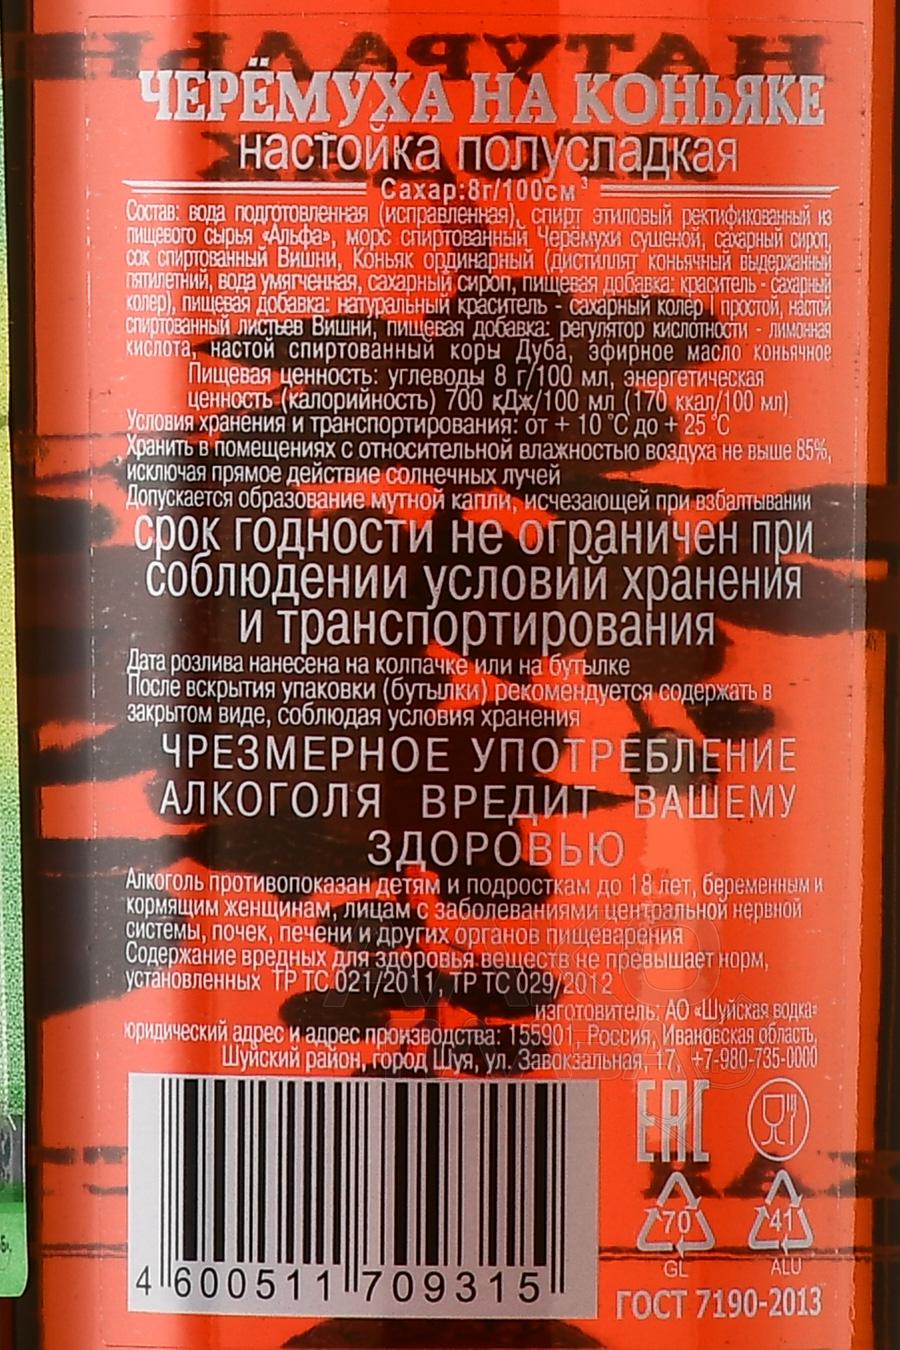 НАТУРАЛЬН
ЧЕРЁМУХА НА КОНЬЯКЕ
настойка полусладкая
Сахар:8г/100см³
Состав: вода подготовленная (исправленная), спирт этиловый ректификованный из
пищевого сырья «Альфа», морс спиртованный Черёмухи сушеной, сахарный сироп,
сок спиртованный Вишни, Коньяк ординарный (дистиллят коньячный выдержанный
пятилетний, вода умягченная, сахарный сироп, пищевая добавка: краситель - сахарный
колер), пищевая добавка: натуральный краситель - сахарный колер I простой, настой
спиртованный листьев Вишни, пищевая добавка: регулятор кислотности - лимонная
кислота, настой спиртованный коры Дуба, эфирное масло коньячное
Пищевая ценность: углеводы 8 г/100 мл, энергетическая
ценность (калорийность) 700 кДж/100 мл (170 ккал/100 мл)
Условия хранения и транспортирования: от + 10 °С до + 25 °С
Хранить в помещениях с относительной влажностью воздуха не выше 85%,
исключая прямое действие солнечных лучей
Допускается образование мутной капли, исчезающей при взбалтывании
срок годности не ограничен при
соблюдении условий хранения
и транспортирования
Дата розлива нанесена на колпачке или на бутылке
После вскрытия упаковки (бутылки) рекомендуется содержать в
закрытом виде, соблюдая условия хранения
ЧРЕЗМЕРНОЕ УПОТРЕБЛЕНИЕ
АЛКОГОЛЯ ВРЕДИТ ВАШЕМУ
ЗДОРОВЬЮ
Алкоголь противопоказан детям и подросткам до 18 лет, беременным и
кормящим женщинам, лицам с заболеваниями центральной нервной
системы, почек, печени и других органов пищеварения
Содержание вредных для здоровья веществ не превышает норм,
установленных ТР ТС 021/2011, ТР ТС 029/2012
изготовитель: АО «Шуйская водка»
юридический адрес и адрес производства: 155901, Россия, Ивановская область,
Шуйский район, город Шуя, ул. Завокзальная, 17, +7-980-735-0000
EAC
70 41
GL ALU
4 600511 709315
ГОСТ 7190-2013